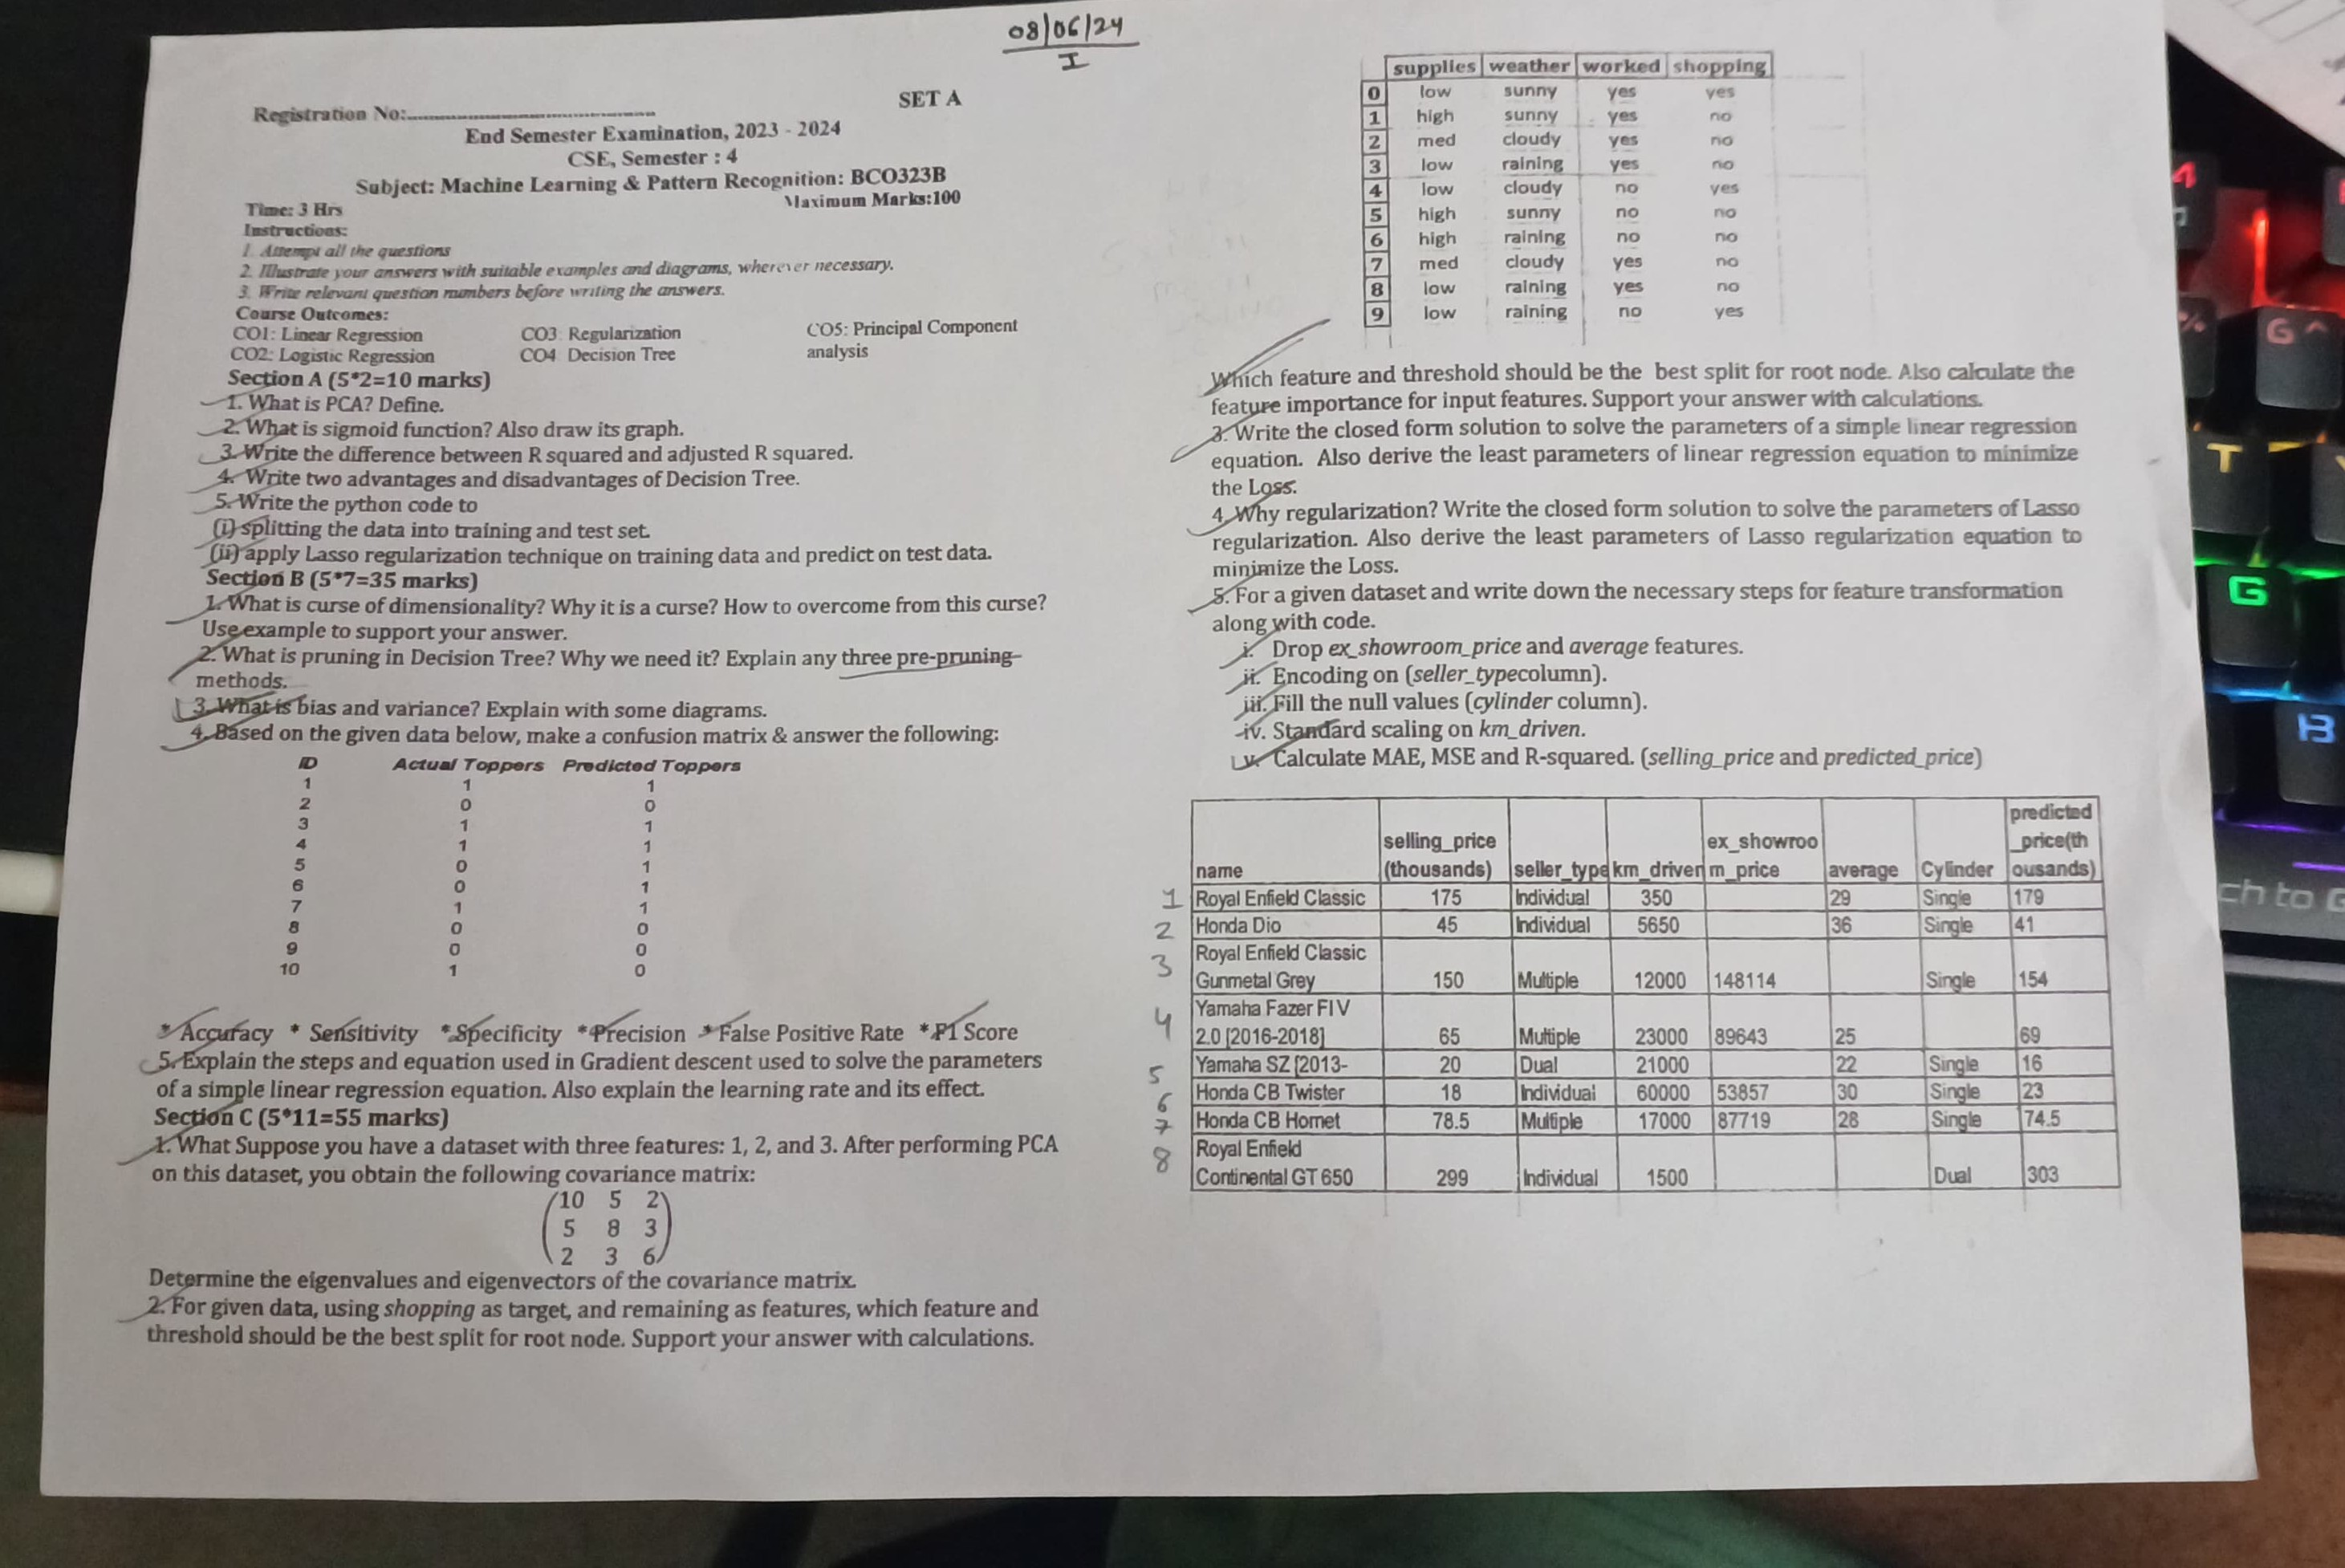 08/06/24
I
SET A
Registration No:..............................
End Semester Examination, 2023 - 2024
CSE, Semester : 4
Subject: Machine Learning & Pattern Recognition: BCO323B
Time: 3 Hrs Maximum Marks:100
Instructions:
1. Attempt all the questions
2. Illustrate your answers with suitable examples and diagrams, wherever necessary.
3. Write relevant question numbers before writing the answers.
Course Outcomes:
CO1: Linear Regression CO3: Regularization CO5: Principal Component
CO2: Logistic Regression CO4 Decision Tree analysis
Section A (5*2=10 marks)
1. What is PCA? Define.
2. What is sigmoid function? Also draw its graph.
3. Write the difference between R squared and adjusted R squared.
4. Write two advantages and disadvantages of Decision Tree.
5. Write the python code to
(i) splitting the data into training and test set.
(ii) apply Lasso regularization technique on training data and predict on test data.
Section B (5*7=35 marks)
1. What is curse of dimensionality? Why it is a curse? How to overcome from this curse?
Use example to support your answer.
2. What is pruning in Decision Tree? Why we need it? Explain any three pre-pruning
methods.
3. What is bias and variance? Explain with some diagrams.
4. Based on the given data below, make a confusion matrix & answer the following:
ID Actual Toppers Predicted Toppers
1 1 1
2 0 0
3 1 1
4 1 1
5 0 1
6 0 1
7 1 1
8 0 0
9 0 0
10 1 0
* Accuracy * Sensitivity * Specificity * Precision * False Positive Rate * F1 Score
5. Explain the steps and equation used in Gradient descent used to solve the parameters
of a simple linear regression equation. Also explain the learning rate and its effect.
Section C (5*11=55 marks)
1. What Suppose you have a dataset with three features: 1, 2, and 3. After performing PCA
on this dataset, you obtain the following covariance matrix:
10 5 2
5 8 3
2 3 6
Determine the eigenvalues and eigenvectors of the covariance matrix.
2. For given data, using shopping as target, and remaining as features, which feature and
threshold should be the best split for root node. Support your answer with calculations.
supplies weather worked shopping
0 low sunny yes yes
1 high sunny yes no
2 med cloudy yes no
3 low raining yes no
4 low cloudy no yes
5 high sunny no no
6 high raining no no
7 med cloudy yes no
8 low raining yes no
9 low raining no yes
Which feature and threshold should be the best split for root node. Also calculate the
feature importance for input features. Support your answer with calculations.
3. Write the closed form solution to solve the parameters of a simple linear regression
equation. Also derive the least parameters of linear regression equation to minimize
the Loss.
4. Why regularization? Write the closed form solution to solve the parameters of Lasso
regularization. Also derive the least parameters of Lasso regularization equation to
minimize the Loss.
5. For a given dataset and write down the necessary steps for feature transformation
along with code.
i. Drop ex_showroom_price and average features.
ii. Encoding on (seller_typecolumn).
iii. Fill the null values (cylinder column).
iv. Standard scaling on km_driven.
v. Calculate MAE, MSE and R-squared. (selling_price and predicted_price)
predicted
selling_price ex_showroo _price(th
name (thousands) seller_type km_driven m_price average Cylinder ousands)
1 Royal Enfield Classic 175 Individual 350 29 Single 179
2 Honda Dio 45 Individual 5650 36 Single 41
3 Royal Enfield Classic
Gunmetal Grey 150 Multiple 12000 148114 Single 154
4 Yamaha Fazer FI V
2.0 [2016-2018] 65 Multiple 23000 89643 25 69
5 Yamaha SZ [2013- 20 Dual 21000 22 Single 16
6 Honda CB Twister 18 Individual 60000 53857 30 Single 23
7 Honda CB Hornet 78.5 Multiple 17000 87719 28 Single 74.5
8 Royal Enfield
Continental GT 650 299 Individual 1500 Dual 303
T
G
B
G
ch to G